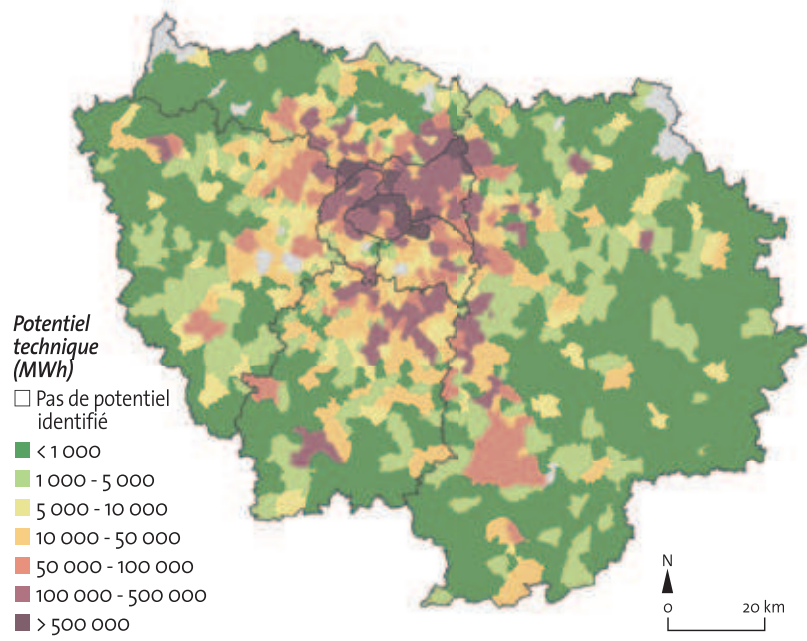 Potentiel
technique
(MWh)
Pas de potentiel
identifié
< 1 000
1 000 - 5 000
5 000 - 10 000
10 000 - 50 000
50 000 - 100 000
100 000 - 500 000
> 500 000
N
0 20 km